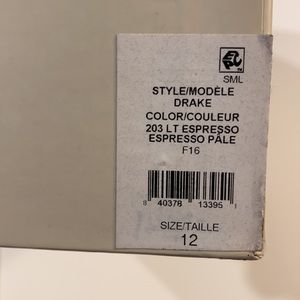 SML
STYLE/MODÈLE
DRAKE
COLOR/COULEUR
203 LT ESPRESSO
ESPRESSO PÂLE
F16
8 40378 13395 1
SIZE/TAILLE
12